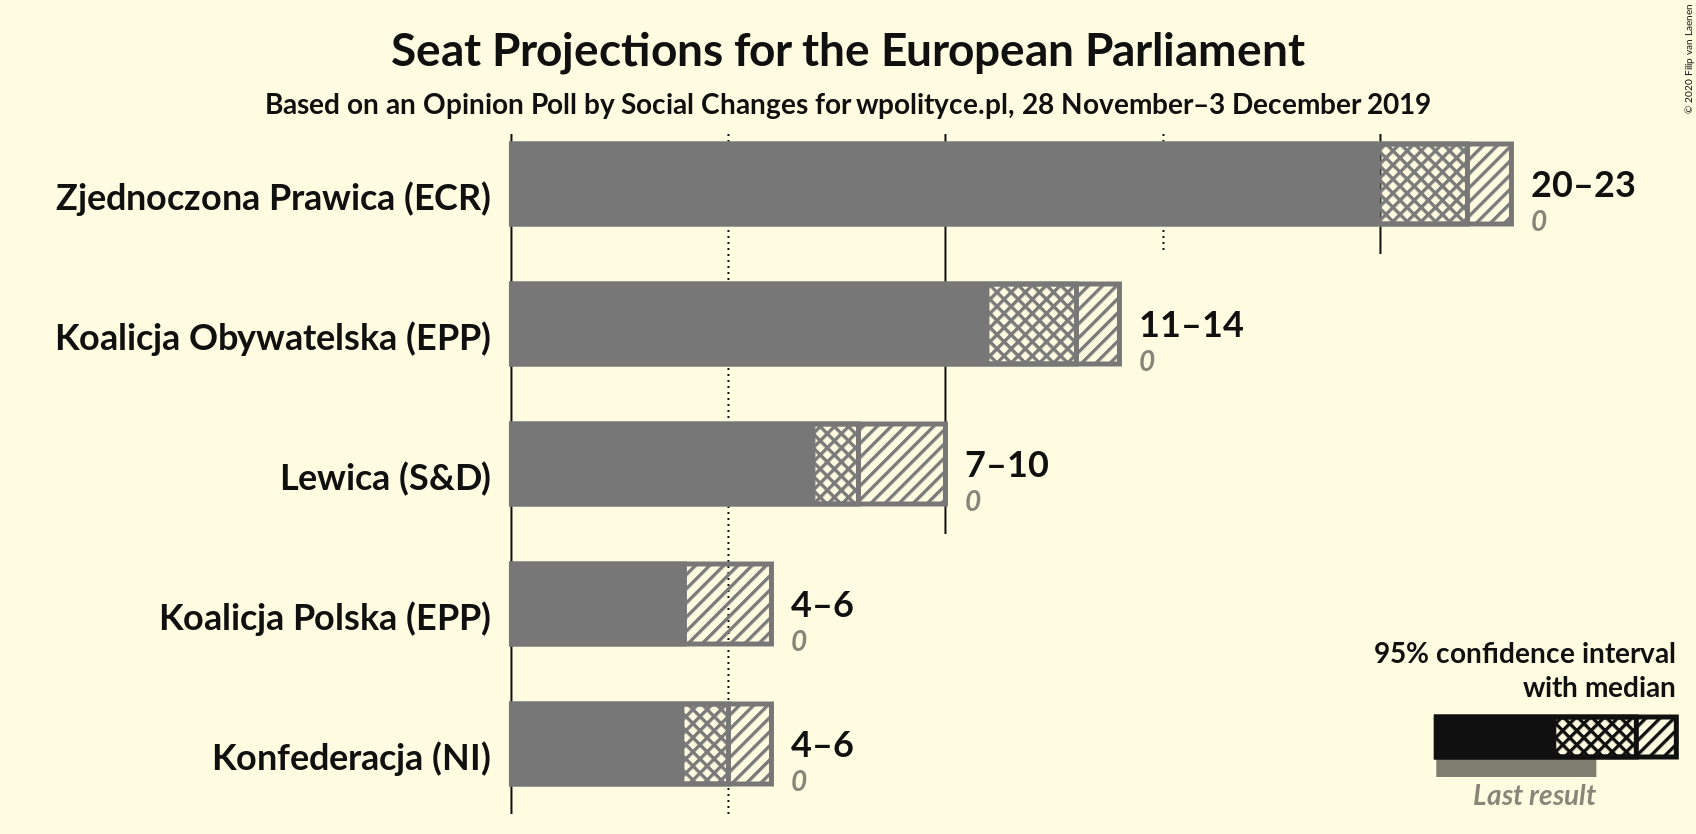 Seat Projections for the European Parliament
Based on an Opinion Poll by Social Changes for wpolityce.pl, 28 November–3 December 2019
© 2020 Filip van Laenen
Zjednoczona Prawica (ECR)
20–23
0
Koalicja Obywatelska (EPP)
11–14
0
Lewica (S&D)
7–10
0
Koalicja Polska (EPP)
4–6
0
Konfederacja (NI)
4–6
0
95% confidence interval
with median
Last result